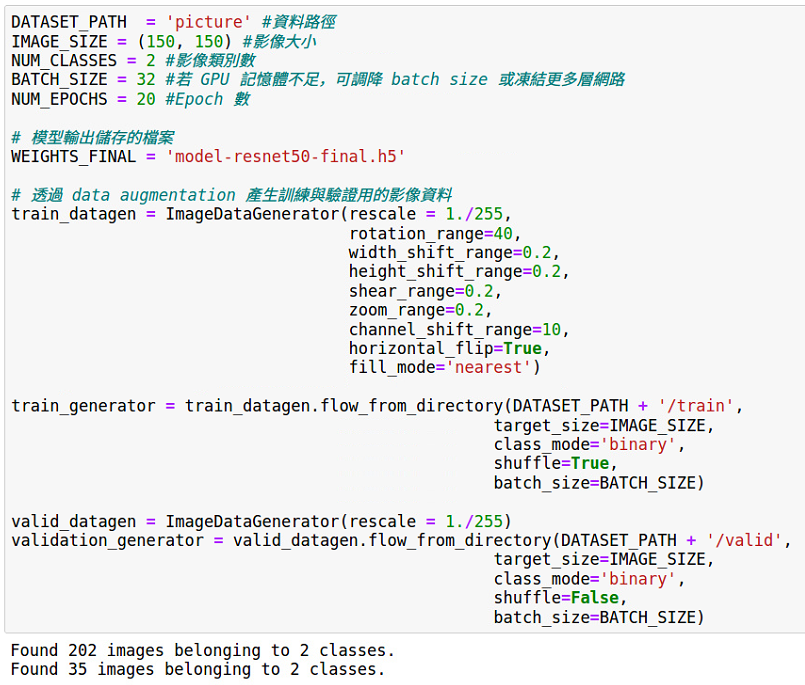 DATASET_PATH  = 'picture' #資料路徑
IMAGE_SIZE = (150, 150) #影像大小
NUM_CLASSES = 2 #影像類別數
BATCH_SIZE = 32 #若 GPU 記憶體不足，可調降 batch size 或凍結更多層網路
NUM_EPOCHS = 20 #Epoch 數

# 模型輸出儲存的檔案
WEIGHTS_FINAL = 'model-resnet50-final.h5'

# 透過 data augmentation 產生訓練與驗證用的影像資料
train_datagen = ImageDataGenerator(rescale = 1./255,
                                   rotation_range=40,
                                   width_shift_range=0.2,
                                   height_shift_range=0.2,
                                   shear_range=0.2,
                                   zoom_range=0.2,
                                   channel_shift_range=10,
                                   horizontal_flip=True,
                                   fill_mode='nearest')

train_generator = train_datagen.flow_from_directory(DATASET_PATH + '/train',
                                                  target_size=IMAGE_SIZE,
                                                  class_mode='binary',
                                                  shuffle=True,
                                                  batch_size=BATCH_SIZE)

valid_datagen = ImageDataGenerator(rescale = 1./255)
validation_generator = valid_datagen.flow_from_directory(DATASET_PATH + '/valid',
                                                  target_size=IMAGE_SIZE,
                                                  class_mode='binary',
                                                  shuffle=False,
                                                  batch_size=BATCH_SIZE)

Found 202 images belonging to 2 classes.
Found 35 images belonging to 2 classes.